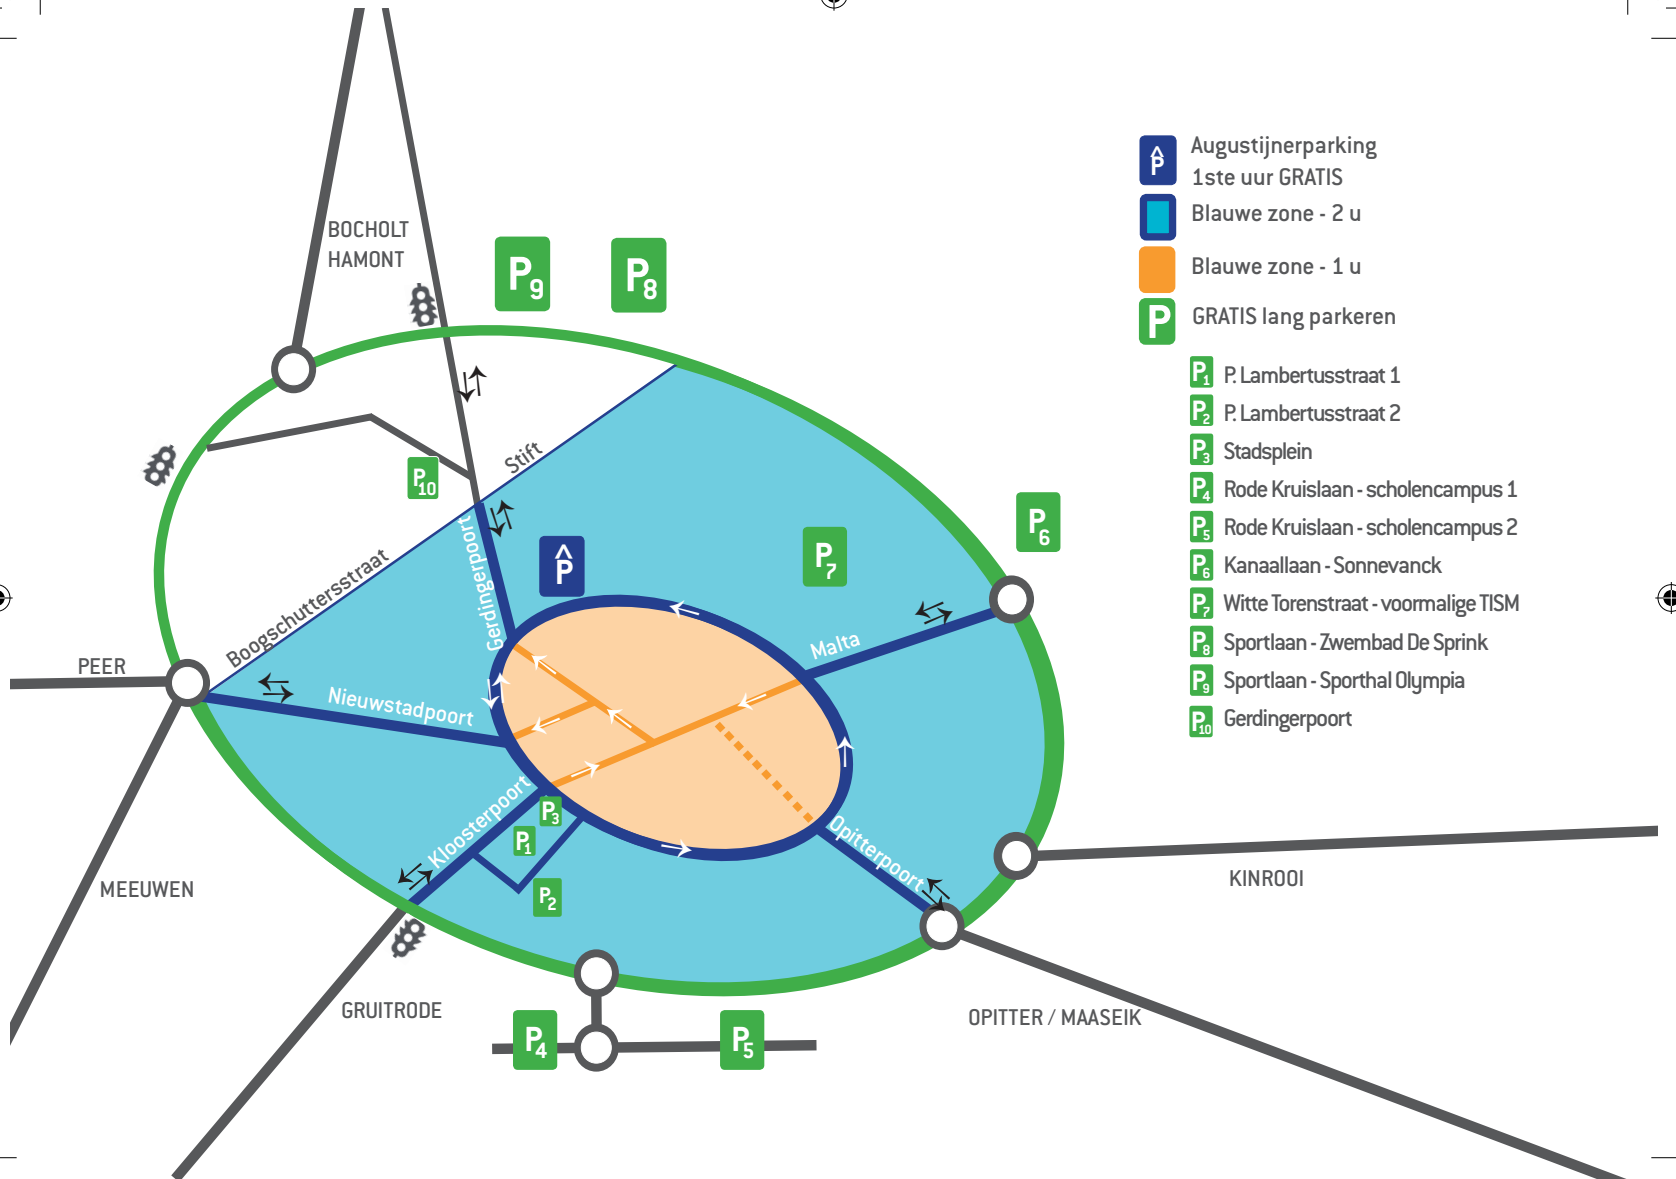 BOCHOLT
HAMONT
P9
P8
Augustijnerparking
1ste uur GRATIS
Blauwe zone - 2 u
Blauwe zone - 1 u
GRATIS lang parkeren
P
P
P1 P. Lambertusstraat 1
P2 P. Lambertusstraat 2
P3 Stadsplein
P4 Rode Kruislaan - scholencampus 1
P5 Rode Kruislaan - scholencampus 2
P6 Kanaallaan - Sonnevanck
P7 Witte Torenstraat - voormalige TISM
P8 Sportlaan - Zwembad De Sprink
P9 Sportlaan - Sporthal Olympia
P10 Gerdingerpoort
Stift
P10
Boogschuttersstraat
Gerdingerpoort
P
P7
P6
Malta
PEER
Nieuwstadpoort
Kloosterpoort
P3
P1
P2
Opitterpoort
MEEUWEN
KINROOI
GRUITRODE
OPITTER / MAASEIK
P4
P5